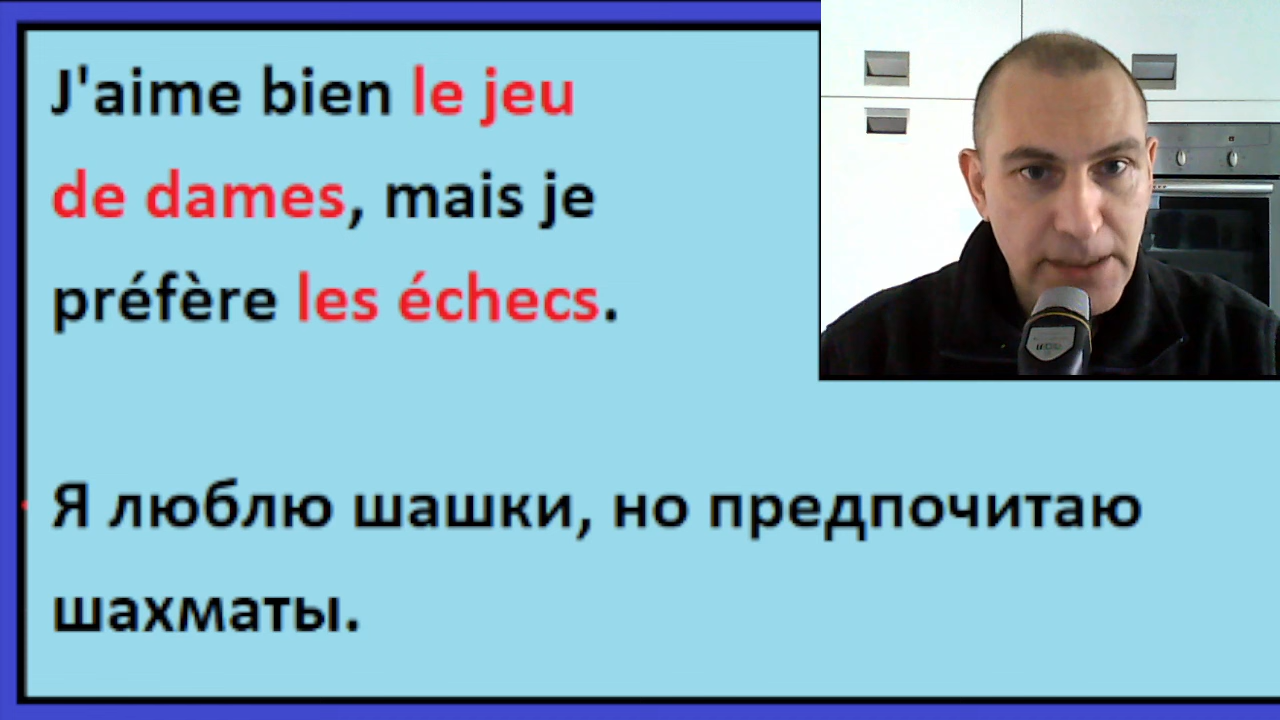 J'aime bien le jeu
de dames, mais je
préfère les échecs.
Я люблю шашки, но предпочитаю
шахматы.